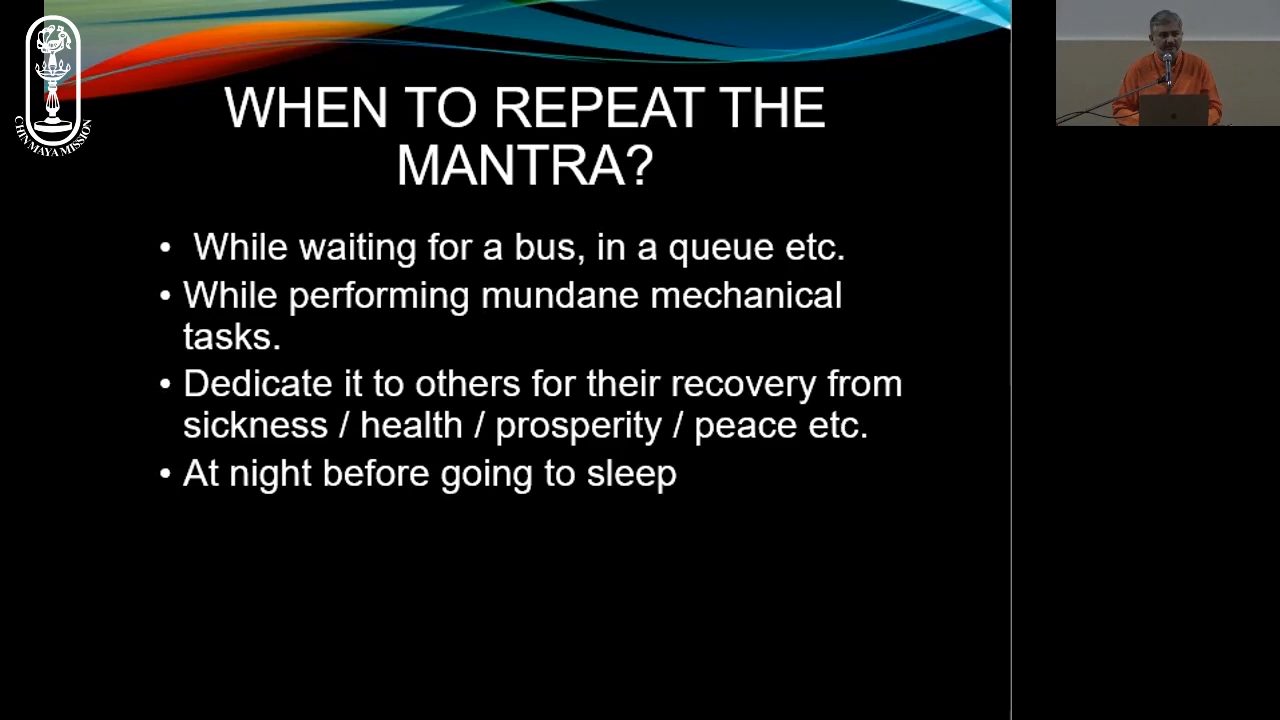 CHINMAYA MISSION
WHEN TO REPEAT THE
MANTRA?
• While waiting for a bus, in a queue etc.
• While performing mundane mechanical
tasks.
• Dedicate it to others for their recovery from
sickness / health / prosperity / peace etc.
• At night before going to sleep